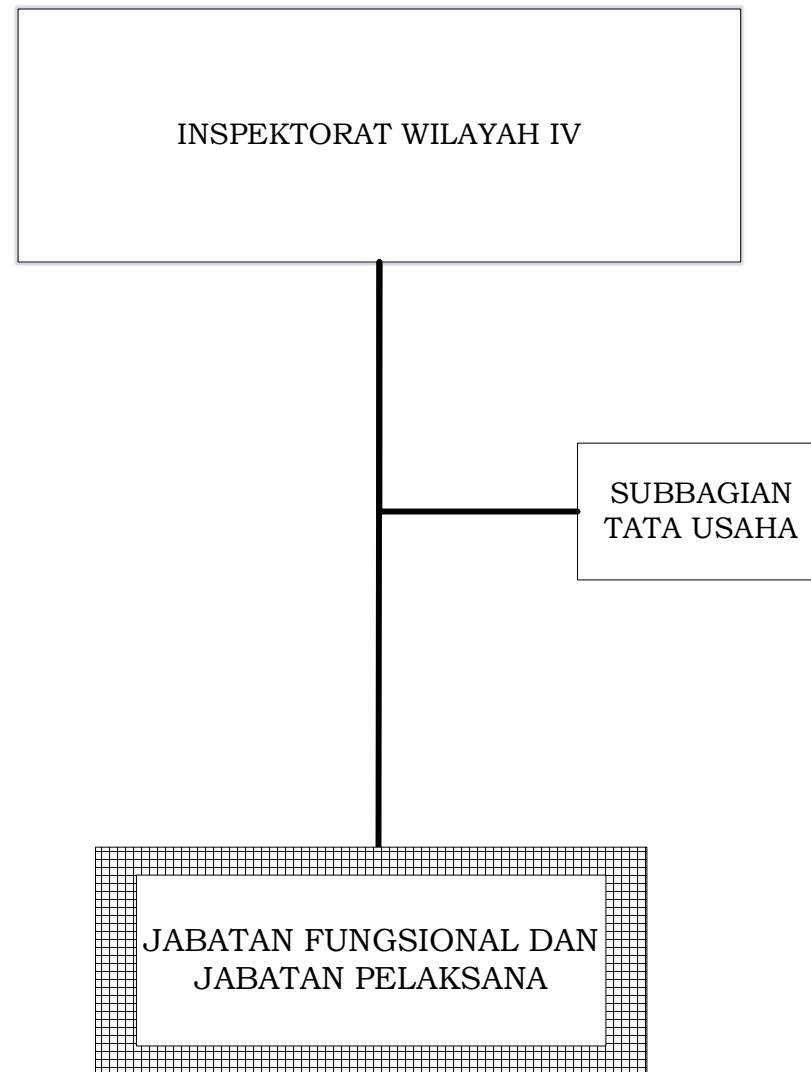 INSPEKTORAT WILAYAH IV
SUBBAGIAN
TATA USAHA
JABATAN FUNGSIONAL DAN
JABATAN PELAKSANA